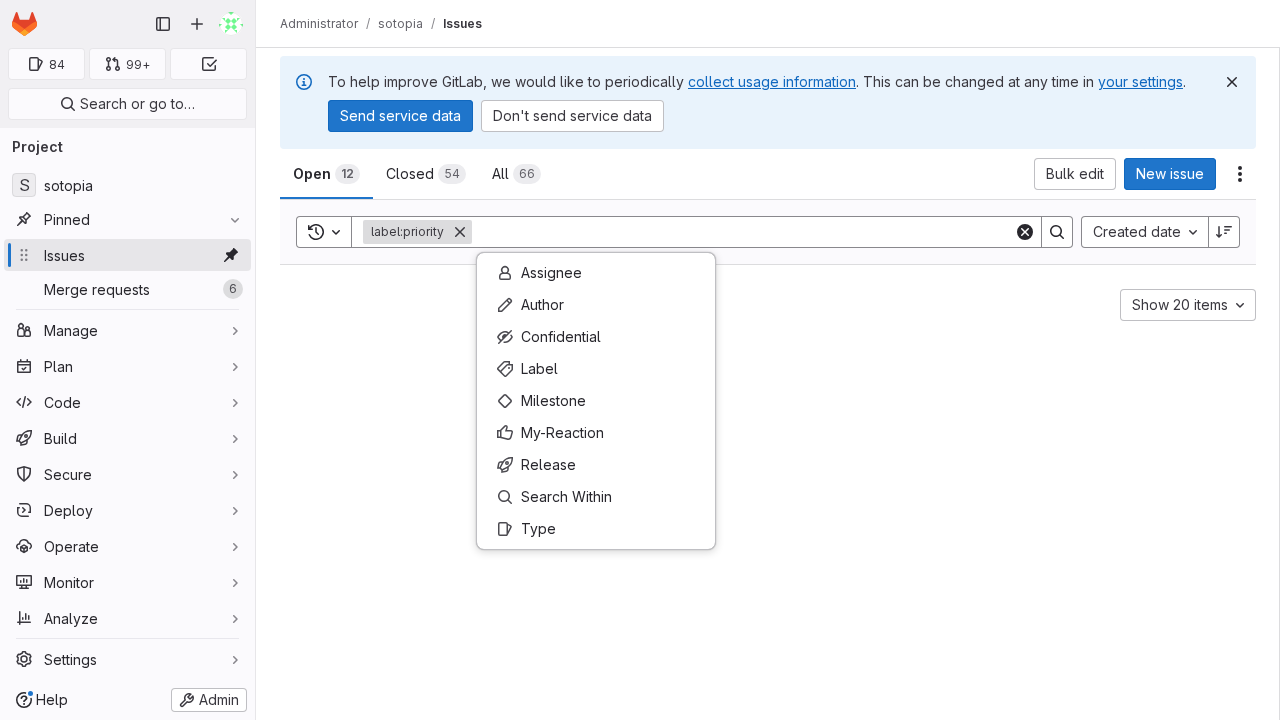 Administrator / sotopia / Issues
84
99+
Search or go to…
Project
S sotopia
Pinned
Issues
Merge requests 6
Manage
Plan
Code
Build
Secure
Deploy
Operate
Monitor
Analyze
Settings
Help
Admin
To help improve GitLab, we would like to periodically collect usage information. This can be changed at any time in your settings.
Send service data
Don't send service data
Open 12
Closed 54
All 66
Bulk edit
New issue
label:priority
Created date
Assignee
Author
Confidential
Label
Milestone
My-Reaction
Release
Search Within
Type
Show 20 items